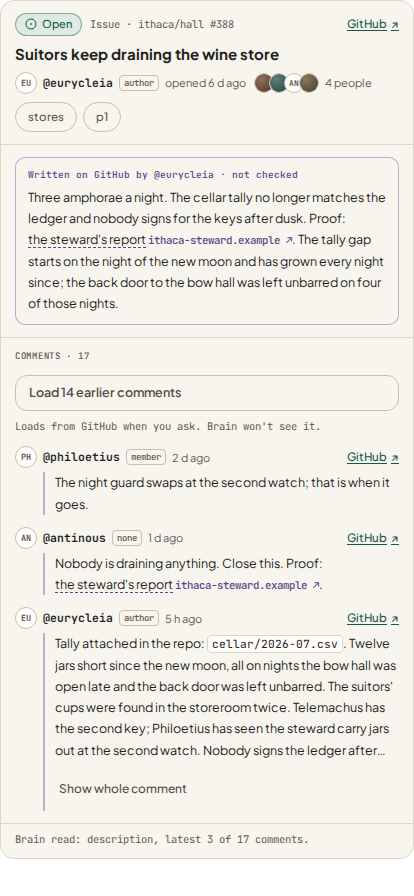 Open Issue · ithaca/hall #388 GitHub ↗
Suitors keep draining the wine store
EU @eurycleia author opened 6 d ago AN 4 people
stores p1
Written on GitHub by @eurycleia · not checked
Three amphorae a night. The cellar tally no longer matches the
ledger and nobody signs for the keys after dusk. Proof:
the steward's report ithaca-steward.example ↗. The tally gap
starts on the night of the new moon and has grown every night
since; the back door to the bow hall was left unbarred on four
of those nights.
COMMENTS · 17
Load 14 earlier comments
Loads from GitHub when you ask. Brain won't see it.
PH @philoetius member 2 d ago GitHub ↗
The night guard swaps at the second watch; that is when it
goes.
AN @antinous none 1 d ago GitHub ↗
Nobody is draining anything. Close this. Proof:
the steward's report ithaca-steward.example ↗.
EU @eurycleia author 5 h ago GitHub ↗
Tally attached in the repo: cellar/2026-07.csv. Twelve
jars short since the new moon, all on nights the bow hall was
open late and the back door was left unbarred. The suitors'
cups were found in the storeroom twice. Telemachus has
the second key; Philoetius has seen the steward carry jars
out at the second watch. Nobody signs the ledger after…
Show whole comment
Brain read: description, latest 3 of 17 comments.